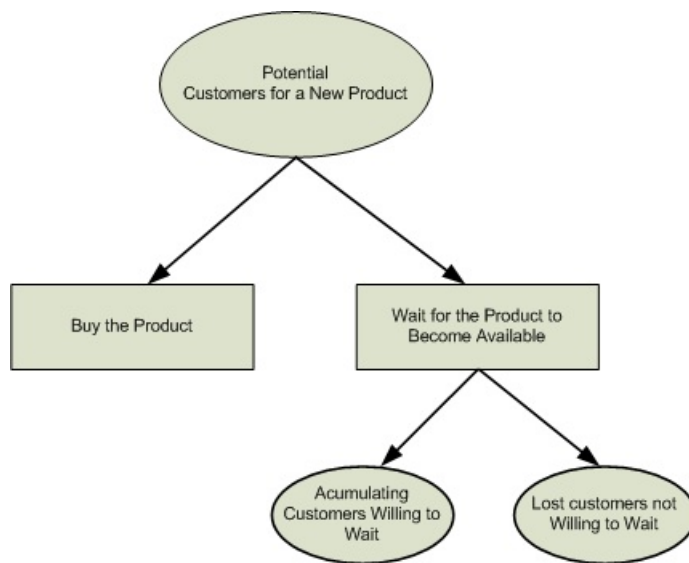 Potential
Customers for a New Product
Buy the Product
Wait for the Product to
Become Available
Acumulating
Customers Willing to
Wait
Lost customers not
Willing to Wait